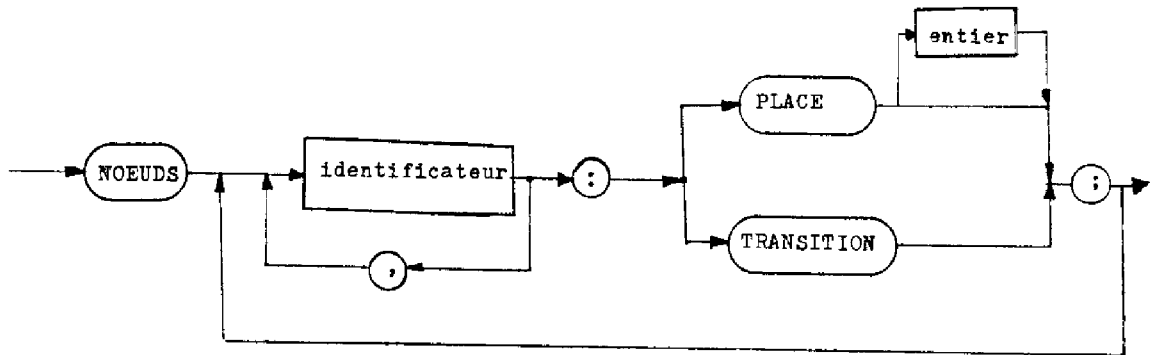 entier
PLACE
NOEUDS
identificateur
:
;
TRANSITION
,